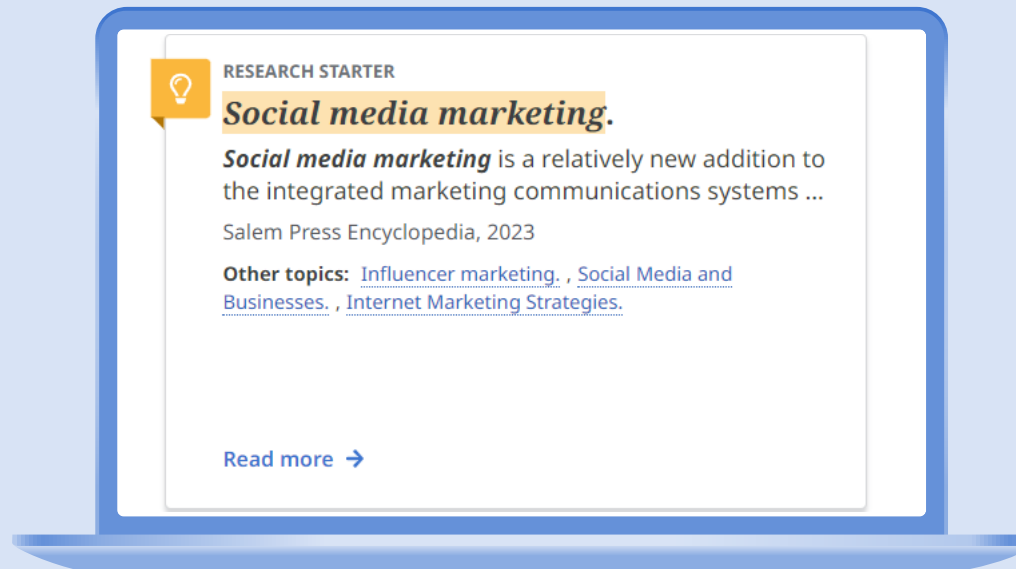 RESEARCH STARTER
Social media marketing.
Social media marketing is a relatively new addition to
the integrated marketing communications systems ...
Salem Press Encyclopedia, 2023
Other topics: Influencer marketing. , Social Media and
Businesses. , Internet Marketing Strategies.
Read more →